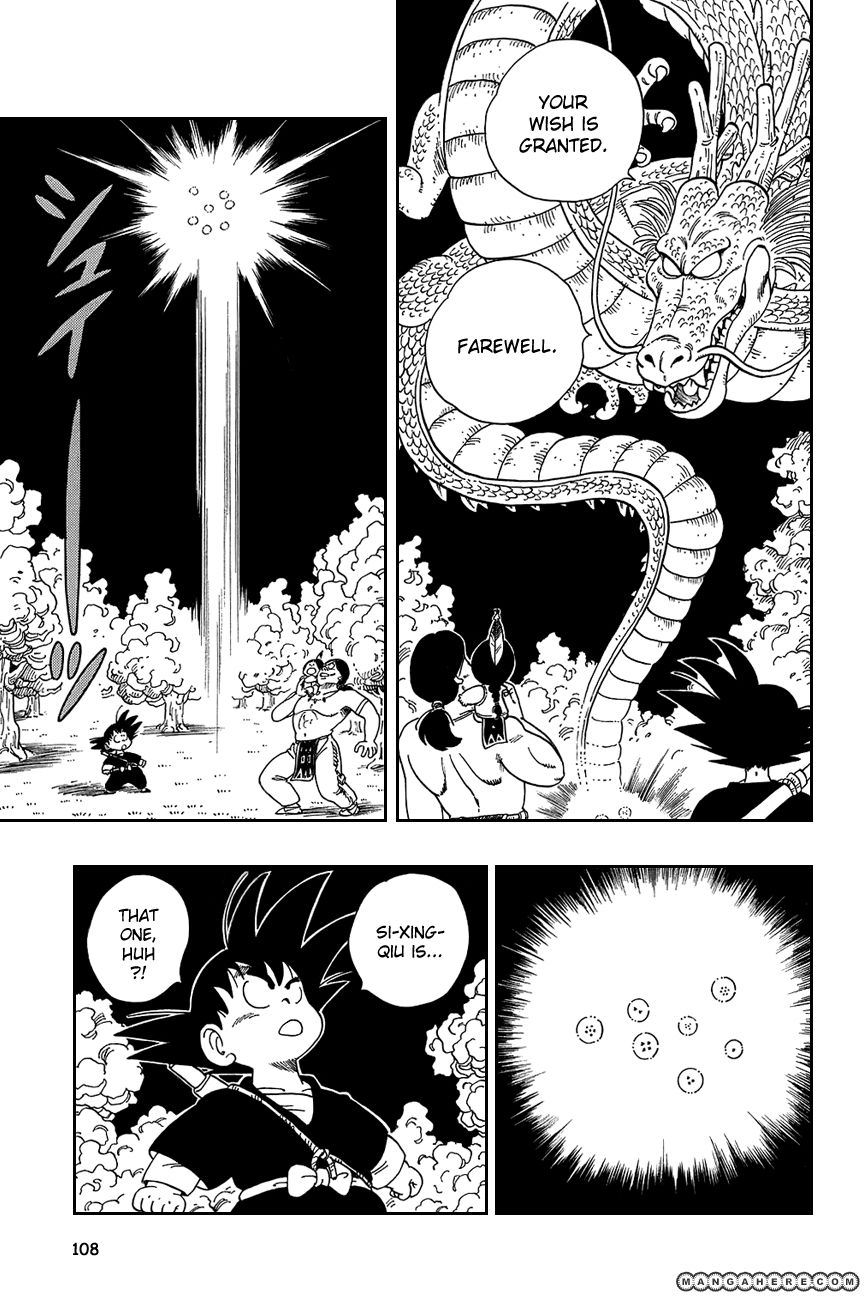 YOUR
WISH IS
GRANTED.
FAREWELL.
ジュイーッ
SI-XING-
QIU IS...
THAT
ONE,
HUH
?!
108
MANGAHERE.COM